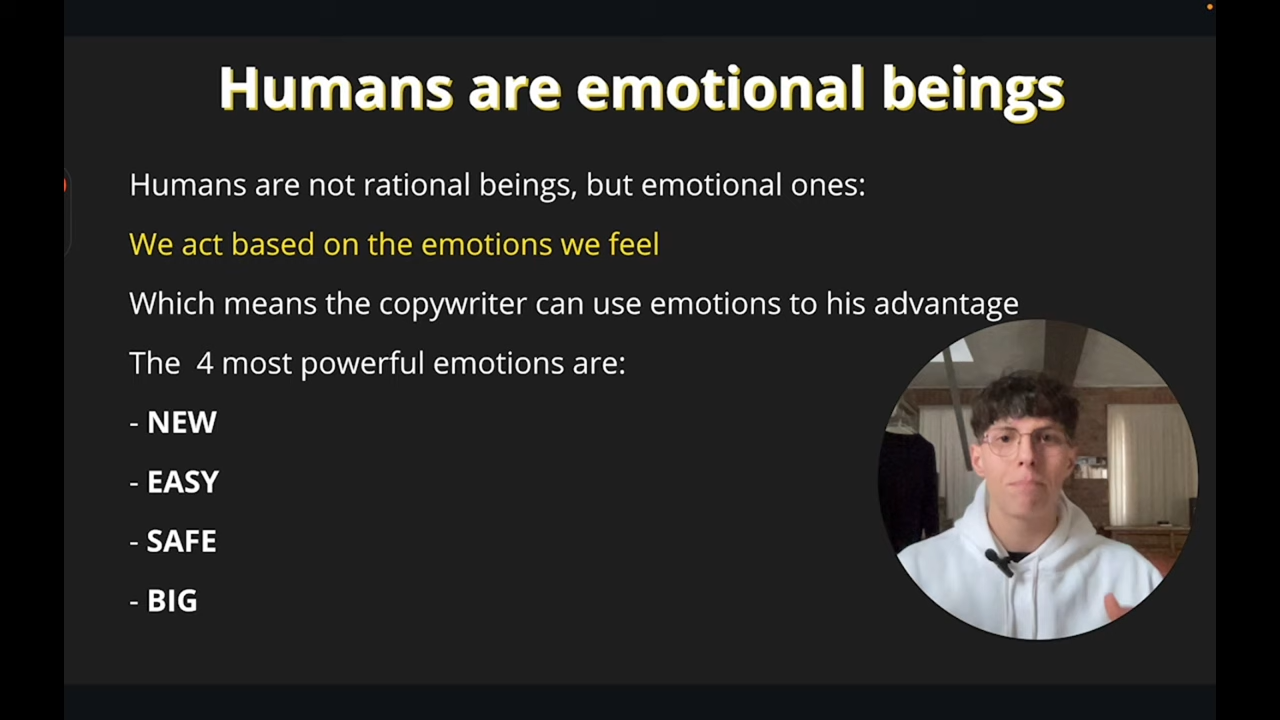 Humans are emotional beings
Humans are not rational beings, but emotional ones:
We act based on the emotions we feel
Which means the copywriter can use emotions to his advantage
The  4 most powerful emotions are:
- NEW
- EASY
- SAFE
- BIG